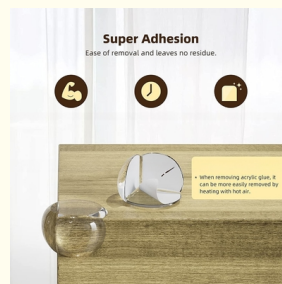 Super Adhesion
Ease of removal and leaves no residue.
• When removing acrylic glue, it
can be more easily removed by
heating with hot air.